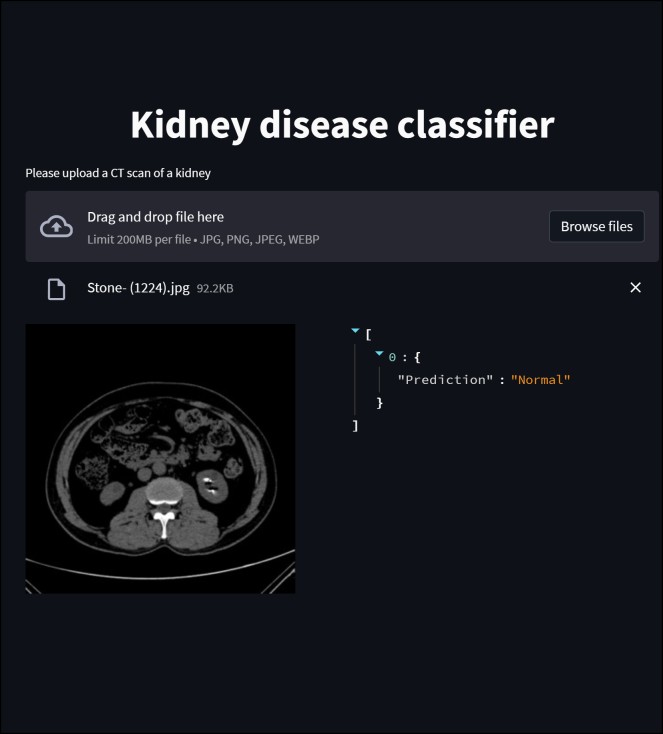 Kidney disease classifier
Please upload a CT scan of a kidney
Drag and drop file here
Limit 200MB per file • JPG, PNG, JPEG, WEBP
Browse files
Stone- (1224).jpg 92.2KB
[
0 : {
"Prediction" : "Normal"
}
]